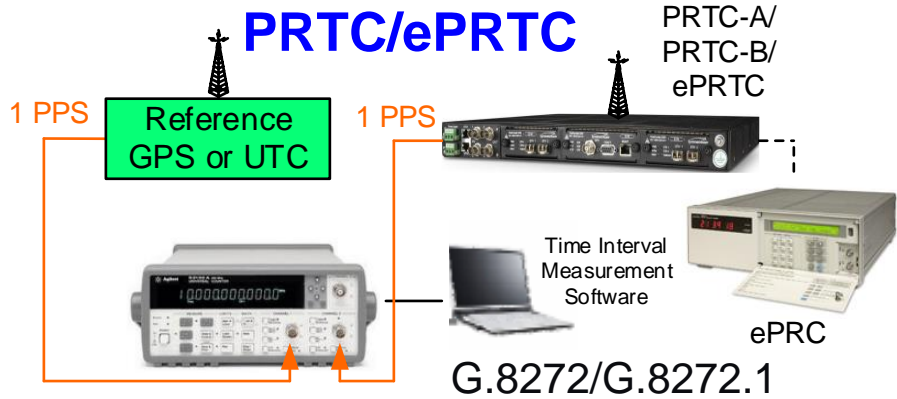 PRTC/ePRTC
PRTC-A/
PRTC-B/
ePRTC
1 PPS
Reference
GPS or UTC
1 PPS
Agilent
Time Interval
Measurement
Software
ePRC
G.8272/G.8272.1